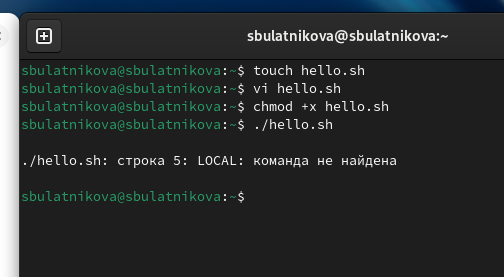 sbulatnikova@sbulatnikova:~
sbulatnikova@sbulatnikova:~$ touch hello.sh
sbulatnikova@sbulatnikova:~$ vi hello.sh
sbulatnikova@sbulatnikova:~$ chmod +x hello.sh
sbulatnikova@sbulatnikova:~$ ./hello.sh
./hello.sh: строка 5: LOCAL: команда не найдена
sbulatnikova@sbulatnikova:~$